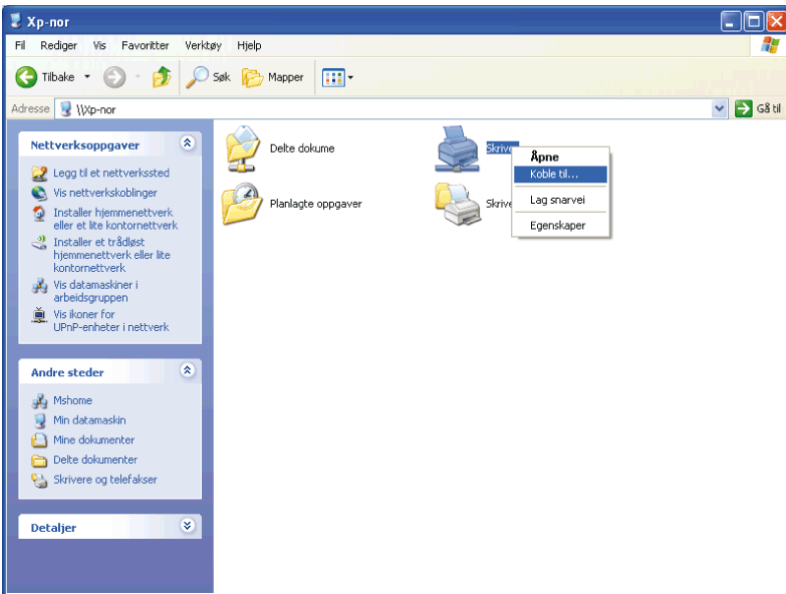 Xp-nor
Fil Rediger Vis Favoritter Verktøy Hjelp
Tilbake Søk Mapper
Adresse \\Xp-nor Gå til
Nettverksoppgaver
Legg til et nettverkssted
Vis nettverkskoblinger
Installer hjemmenettverk
eller et lite kontornettverk
Installer et trådløst
hjemmenettverk eller lite
kontornettverk
Vis datamaskiner i
arbeidsgruppen
Vis ikoner for
UPnP-enheter i nettverk
Andre steder
Mshome
Min datamaskin
Mine dokumenter
Delte dokumenter
Skrivere og telefakser
Detaljer
Delte dokume
Planlagte oppgaver
Skrive
Skrive
Åpne
Koble til...
Lag snarvei
Egenskaper